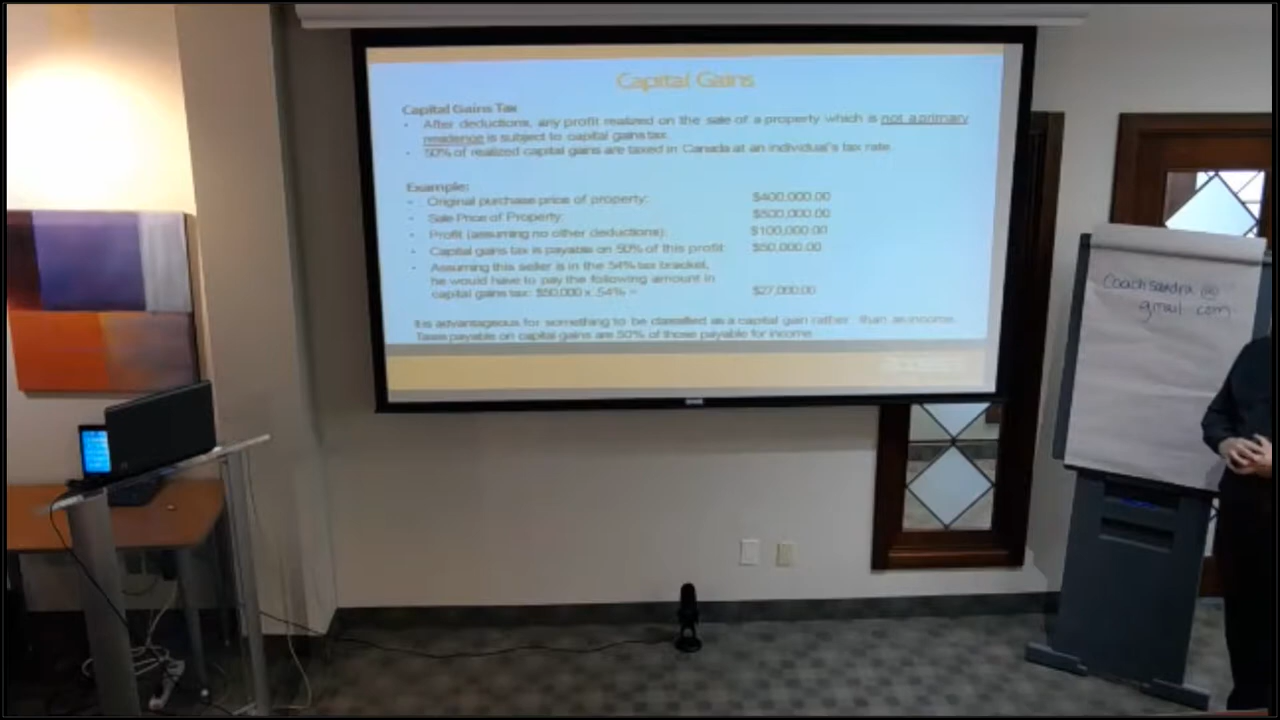 Capital Gains
Capital Gains Tax
• After deductions, any profit realized on the sale of a property which is not a primary
residence is subject to capital gains tax.
• 50% of realized capital gains are taxed in Canada at an individual's tax rate.
Example:
• Original purchase price of property: $400,000.00
• Sale Price of Property: $500,000.00
• Profit (assuming no other deductions): $100,000.00
• Capital gains tax is payable on 50% of this profit: $50,000.00
• Assuming this seller is in the 54% tax bracket,
he would have to pay the following amount in
capital gains tax: $50,000 x .54% = $27,000.00
It is advantageous for something to be classified as a capital gain rather than as income.
Taxes payable on capital gains are 50% of those payable for income.
Coachsandra @
gmail com